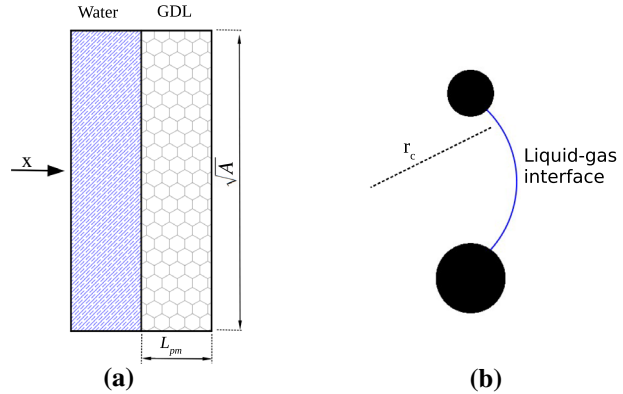 Water GDL
x
√A
L_pm
(a)
r_c
Liquid-gas
interface
(b)